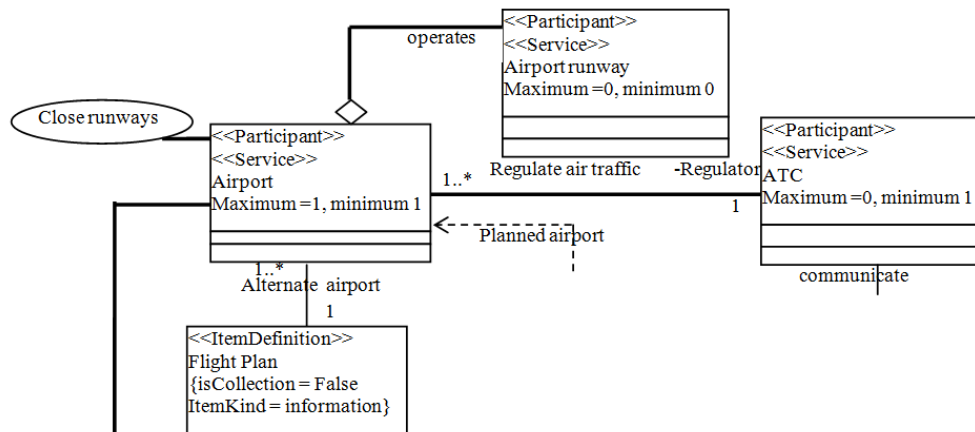 operates
<<Participant>>
<<Service>>
Airport runway
Maximum =0, minimum 0
Close runways
<<Participant>>
<<Service>>
Airport
Maximum =1, minimum 1
1..*
Regulate air traffic
-Regulator
1
<<Participant>>
<<Service>>
ATC
Maximum=0, minimum 1
Planned airport
communicate
1..*
Alternate airport
1
<<ItemDefinition>>
Flight Plan
{isCollection = False
ItemKind = information}